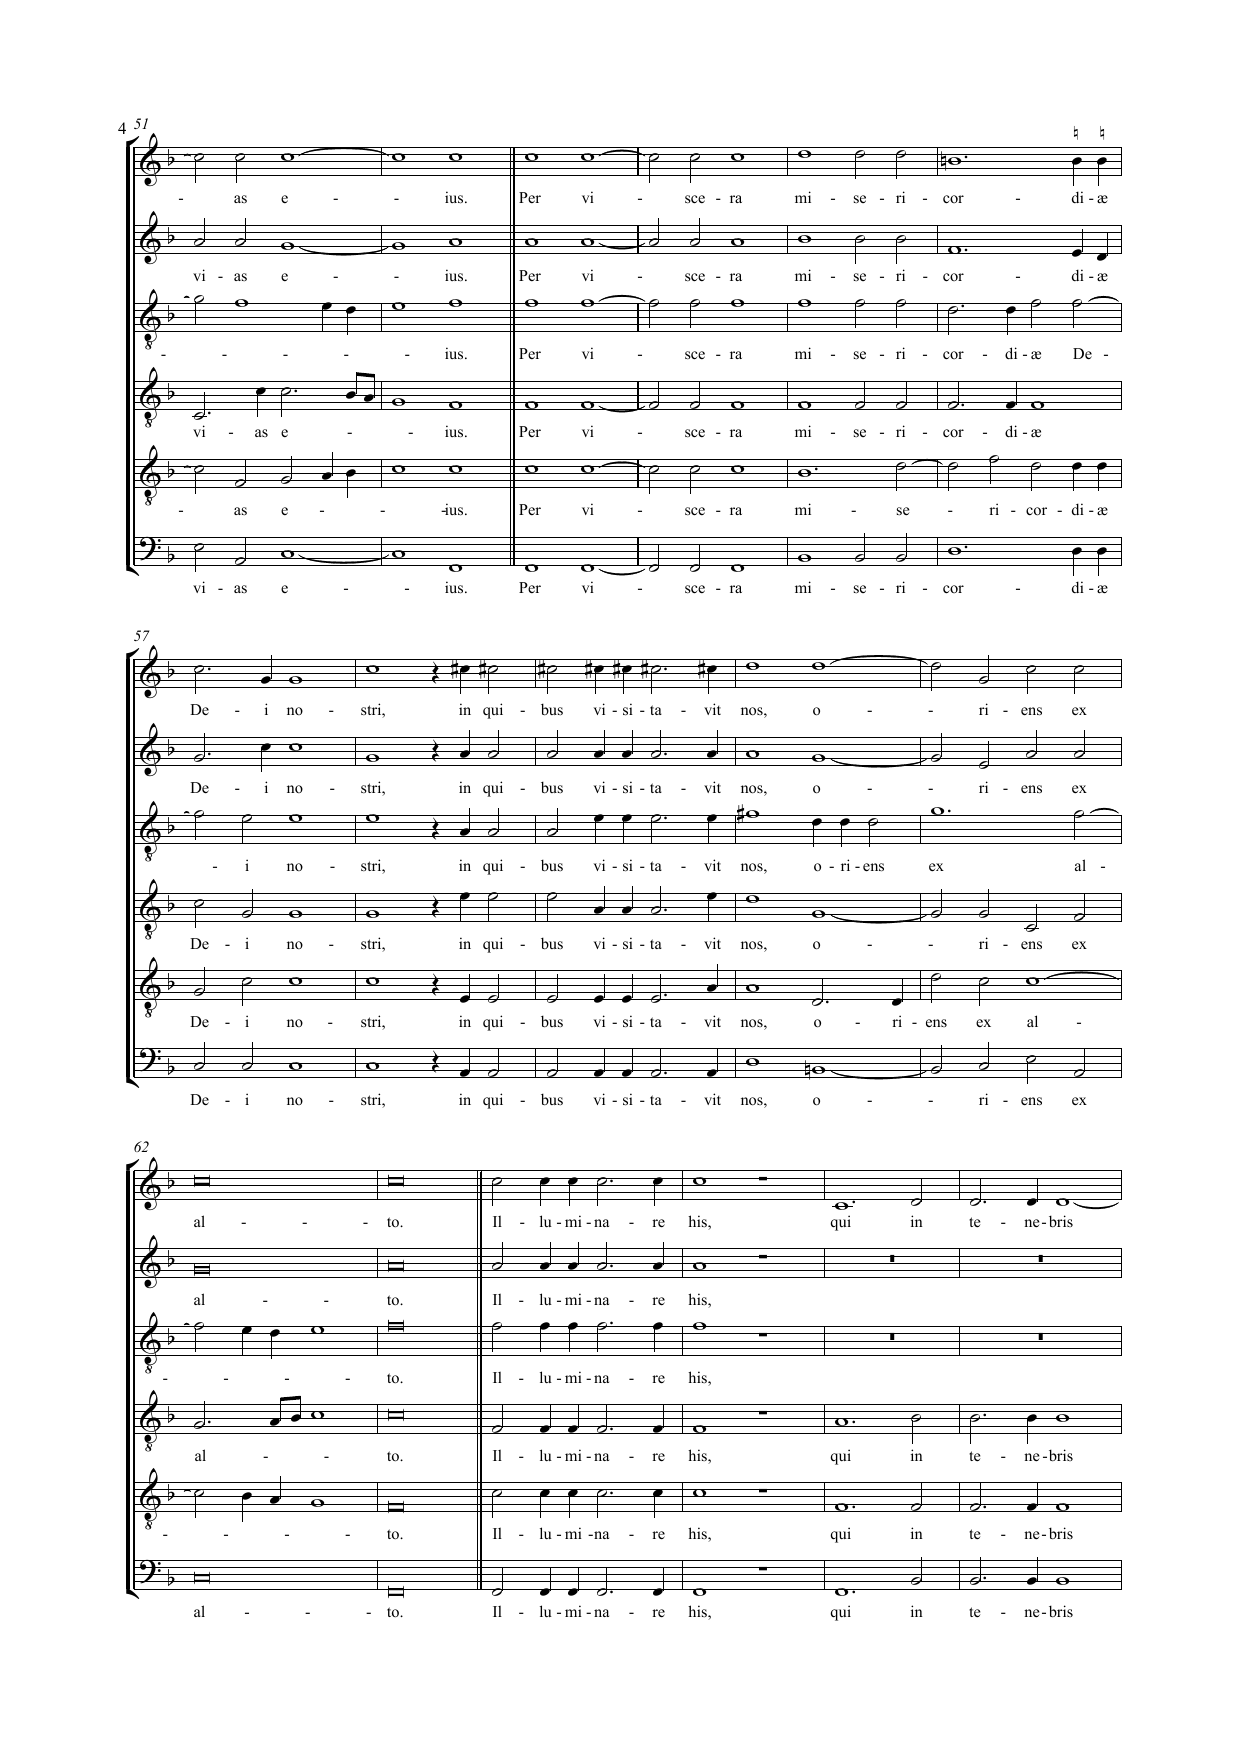 4 51
- as e - - ius. Per vi - sce - ra mi - se - ri - cor - di - æ
vi - as e - - ius. Per vi - sce - ra mi - se - ri - cor - di - æ
- - - - - ius. Per vi - sce - ra mi - se - ri - cor - di - æ De -
vi - as e - - ius. Per vi - sce - ra mi - se - ri - cor - di - æ
- as e - - -ius. Per vi - sce - ra mi - se - ri - cor - di - æ
vi - as e - - ius. Per vi - sce - ra mi - se - ri - cor - di - æ
57
De - i no - stri, in qui - bus vi - si - ta - vit nos, o - - ri - ens ex
De - i no - stri, in qui - bus vi - si - ta - vit nos, o - - ri - ens ex
- i no - stri, in qui - bus vi - si - ta - vit nos, o - ri - ens ex al -
De - i no - stri, in qui - bus vi - si - ta - vit nos, o - - ri - ens ex
De - i no - stri, in qui - bus vi - si - ta - vit nos, o - ri - ens ex al -
De - i no - stri, in qui - bus vi - si - ta - vit nos, o - - ri - ens ex
62
al - - - to. Il - lu - mi - na - re his, qui in te - ne - bris
al - - to. Il - lu - mi - na - re his,
- - - - to. Il - lu - mi - na - re his,
al - - to. Il - lu - mi - na - re his, qui in te - ne - bris
- - - - to. Il - lu - mi - na - re his, qui in te - ne - bris
al - - - to. Il - lu - mi - na - re his, qui in te - ne - bris